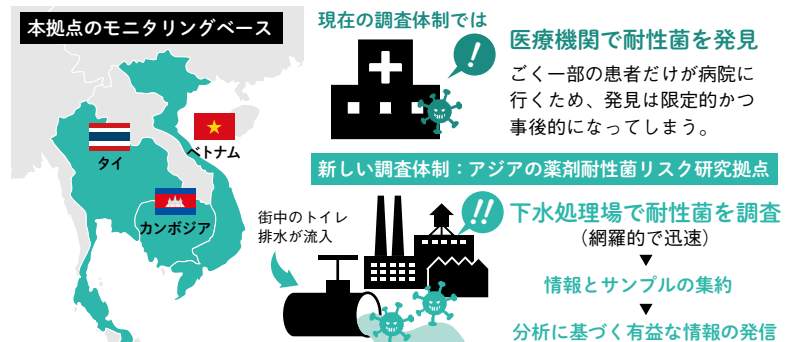 本拠点のモニタリングベース
タイ
ベトナム
カンボジア
現在の調査体制では
!
医療機関で耐性菌を発見
ごく一部の患者だけが病院に
行くため、発見は限定的かつ
事後的になってしまう。
新しい調査体制：アジアの薬剤耐性菌リスク研究拠点
街中のトイレ
排水が流入
!!
下水処理場で耐性菌を調査
（網羅的で迅速）
▼
情報とサンプルの集約
▼
分析に基づく有益な情報の発信